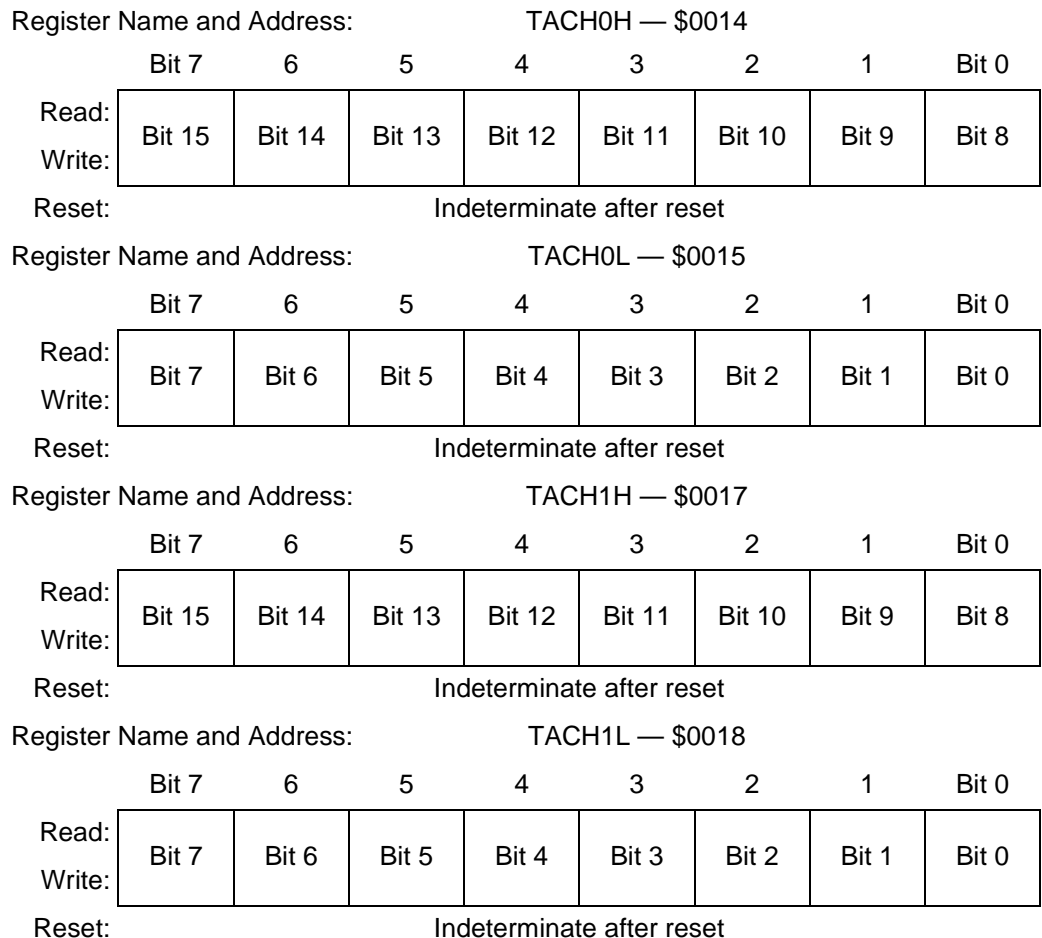 Register Name and Address: TACH0H — $0014
Bit 7 6 5 4 3 2 1 Bit 0
Read:
Bit 15 Bit 14 Bit 13 Bit 12 Bit 11 Bit 10 Bit 9 Bit 8
Write:
Reset: Indeterminate after reset
Register Name and Address: TACH0L — $0015
Bit 7 6 5 4 3 2 1 Bit 0
Read:
Bit 7 Bit 6 Bit 5 Bit 4 Bit 3 Bit 2 Bit 1 Bit 0
Write:
Reset: Indeterminate after reset
Register Name and Address: TACH1H — $0017
Bit 7 6 5 4 3 2 1 Bit 0
Read:
Bit 15 Bit 14 Bit 13 Bit 12 Bit 11 Bit 10 Bit 9 Bit 8
Write:
Reset: Indeterminate after reset
Register Name and Address: TACH1L — $0018
Bit 7 6 5 4 3 2 1 Bit 0
Read:
Bit 7 Bit 6 Bit 5 Bit 4 Bit 3 Bit 2 Bit 1 Bit 0
Write:
Reset: Indeterminate after reset